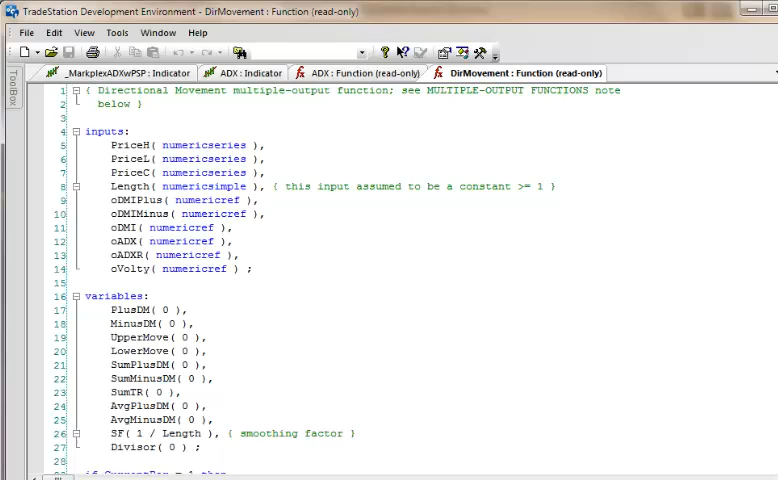 TradeStation Development Environment - DirMovement : Function (read-only)
File Edit View Tools Window Help
ToolBox
_MarkplexADXwPSP : Indicator ADX : Indicator ADX : Function (read-only) DirMovement : Function (read-only)
1 { Directional Movement multiple-output function; see MULTIPLE-OUTPUT FUNCTIONS note
2 below }
3
4 inputs:
5 PriceH( numericseries ),
6 PriceL( numericseries ),
7 PriceC( numericseries ),
8 Length( numericsimple ), { this input assumed to be a constant >= 1 }
9 oDMIPlus( numericref ),
10 oDMIMinus( numericref ),
11 oDMI( numericref ),
12 oADX( numericref ),
13 oADXR( numericref ),
14 oVolty( numericref ) ;
15
16 variables:
17 PlusDM( 0 ),
18 MinusDM( 0 ),
19 UpperMove( 0 ),
20 LowerMove( 0 ),
21 SumPlusDM( 0 ),
22 SumMinusDM( 0 ),
23 SumTR( 0 ),
24 AvgPlusDM( 0 ),
25 AvgMinusDM( 0 ),
26 SF( 1 / Length ), { smoothing factor }
27 Divisor( 0 ) ;
28
if CurrentBar = 1 then